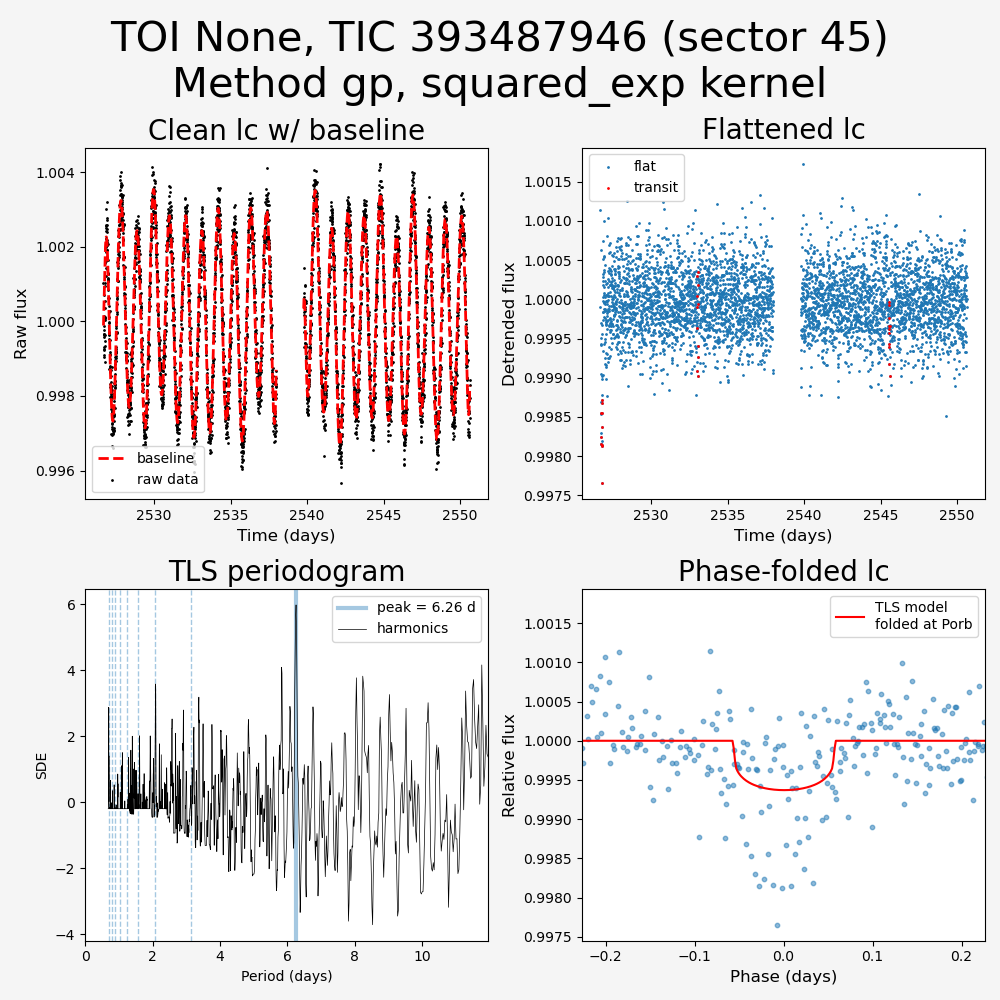 TOI None, TIC 393487946 (sector 45)
Method gp, squared_exp kernel
Clean lc w/ baseline
Raw flux
1.004
1.002
1.000
0.998
0.996
baseline
raw data
2530
2535
2540
2545
2550
Time (days)
Flattened lc
Detrended flux
1.0015
1.0010
1.0005
1.0000
0.9995
0.9990
0.9985
0.9980
0.9975
flat
transit
2530
2535
2540
2545
2550
Time (days)
TLS periodogram
SDE
6
4
2
0
−2
−4
peak = 6.26 d
harmonics
0
2
4
6
8
10
Period (days)
Phase-folded lc
Relative flux
1.0015
1.0010
1.0005
1.0000
0.9995
0.9990
0.9985
0.9980
0.9975
TLS model
folded at Porb
−0.2
−0.1
0.0
0.1
0.2
Phase (days)